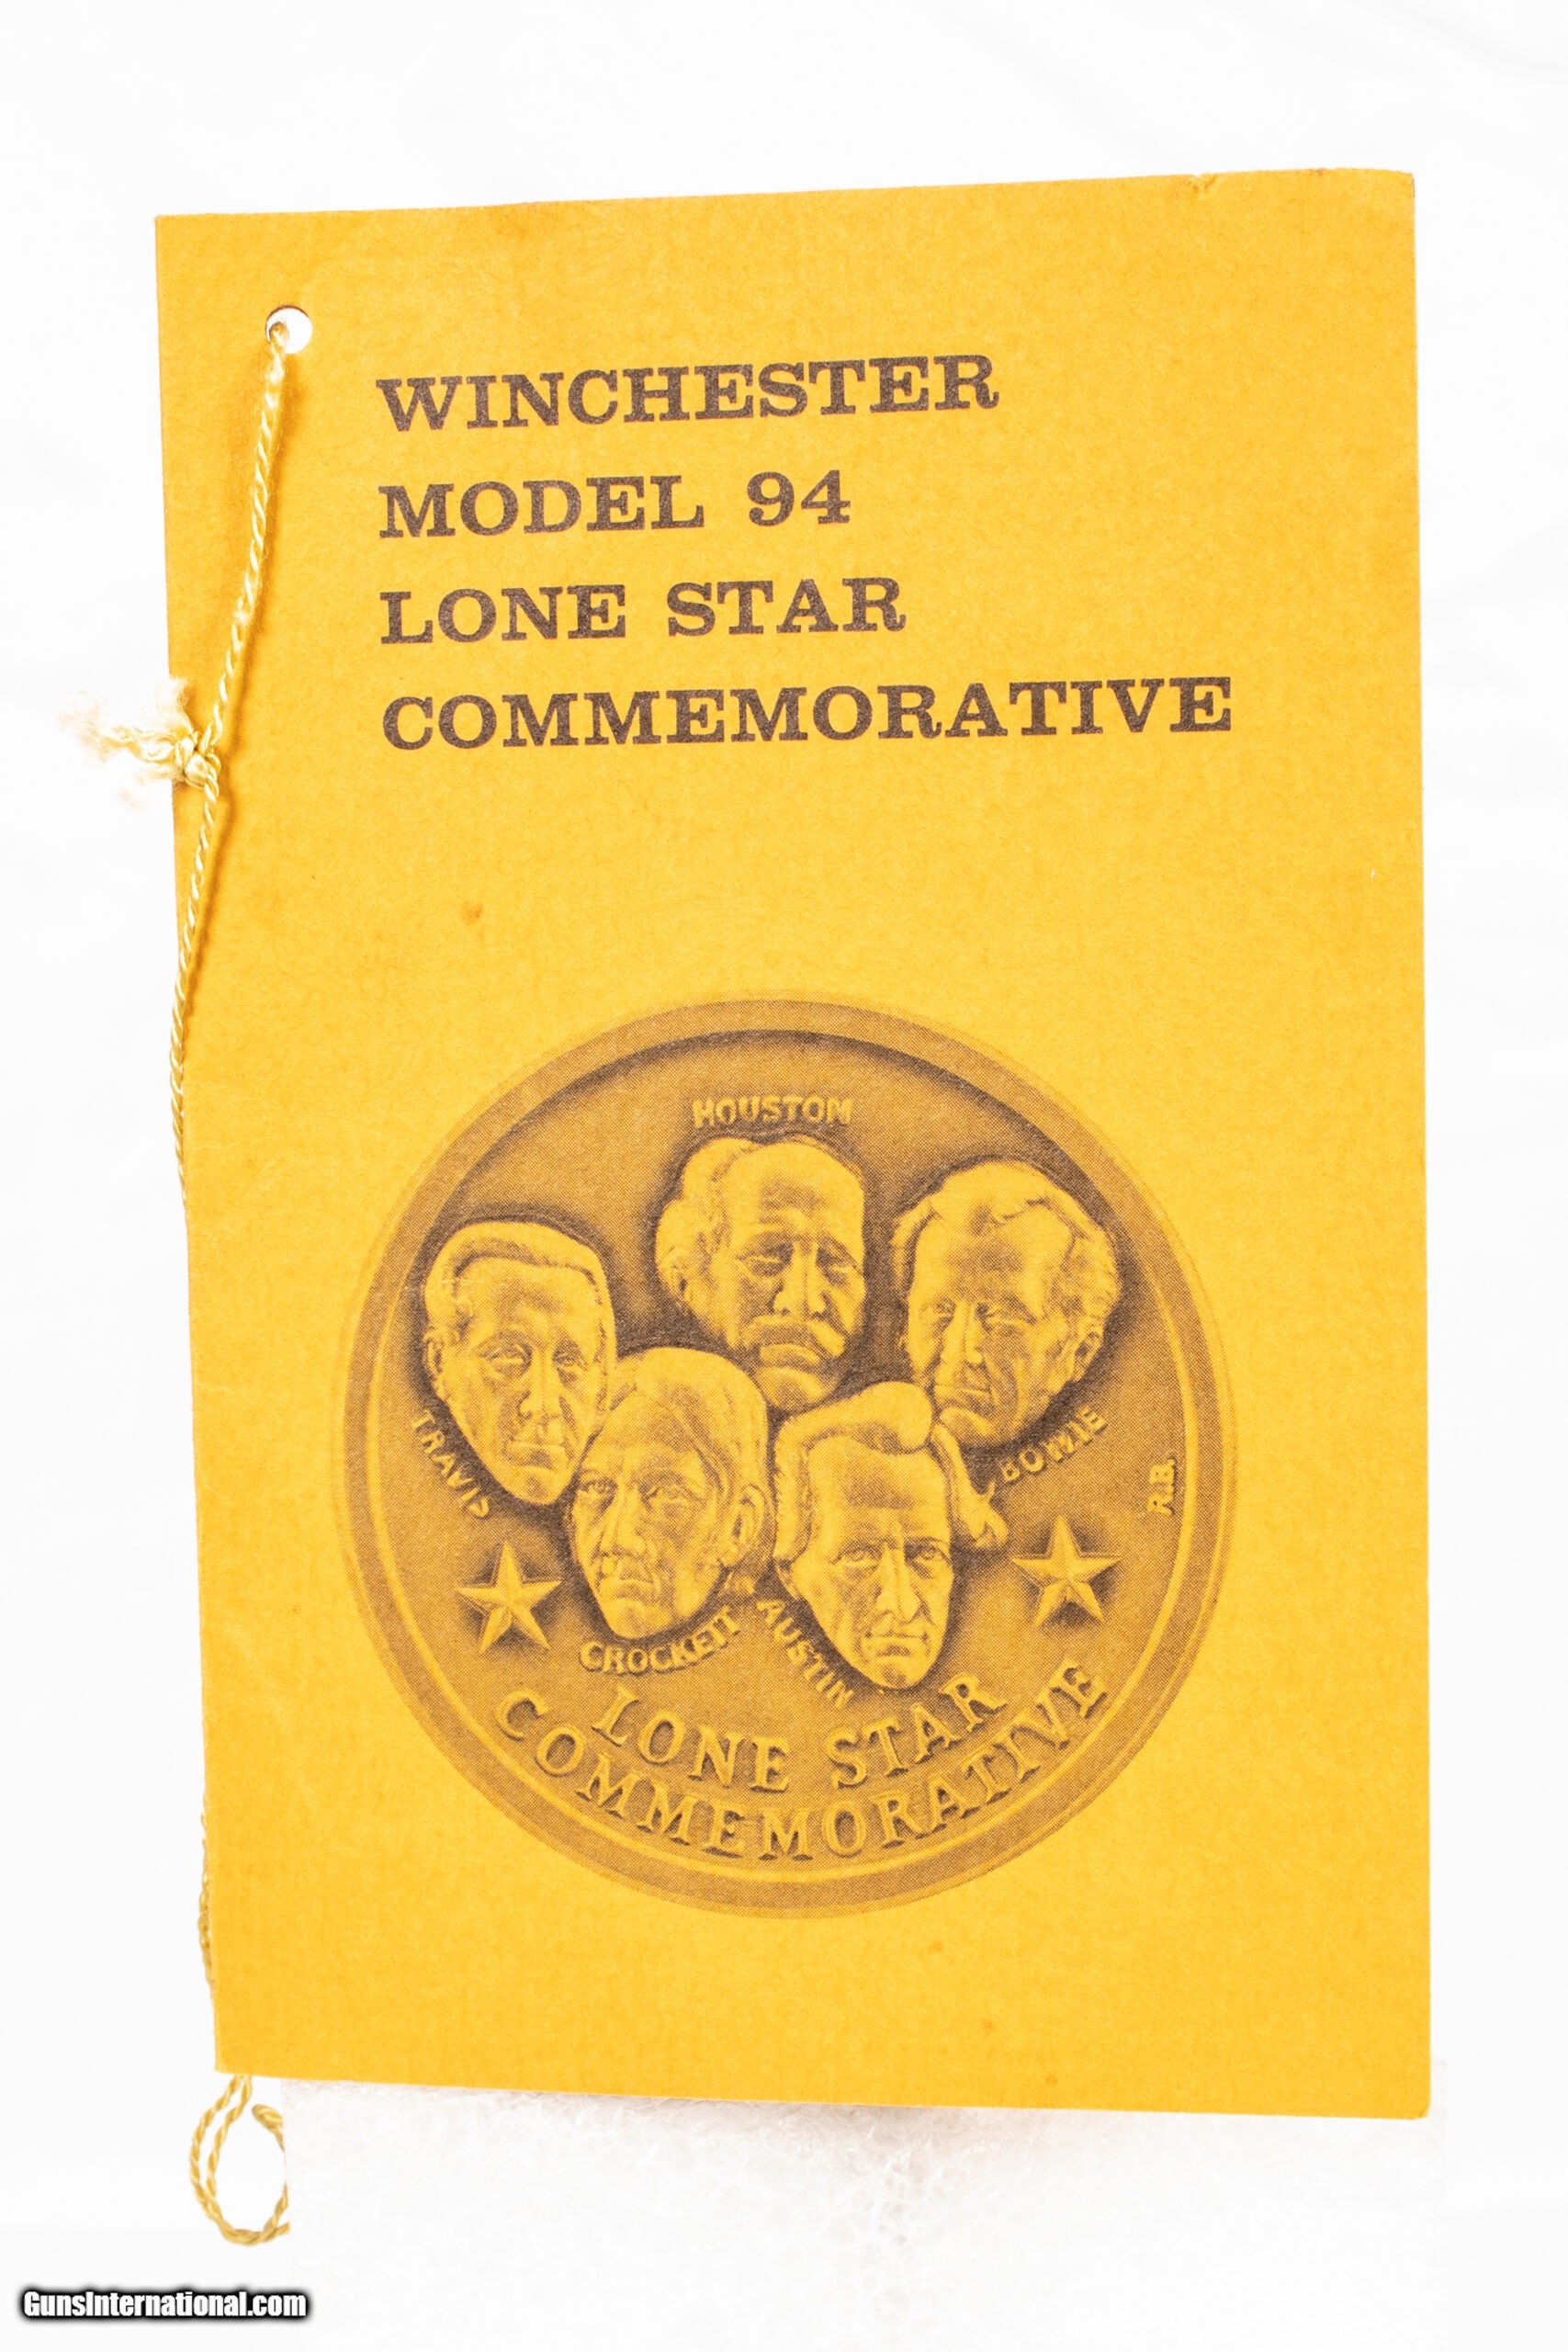 WINCHESTER
MODEL 94
LONE STAR
COMMEMORATIVE
HOUSTON
TRAVIS
BOWIE
R.B.
CROCKETT
AUSTIN
LONE STAR
COMMEMORATIVE
GunsInternational.com